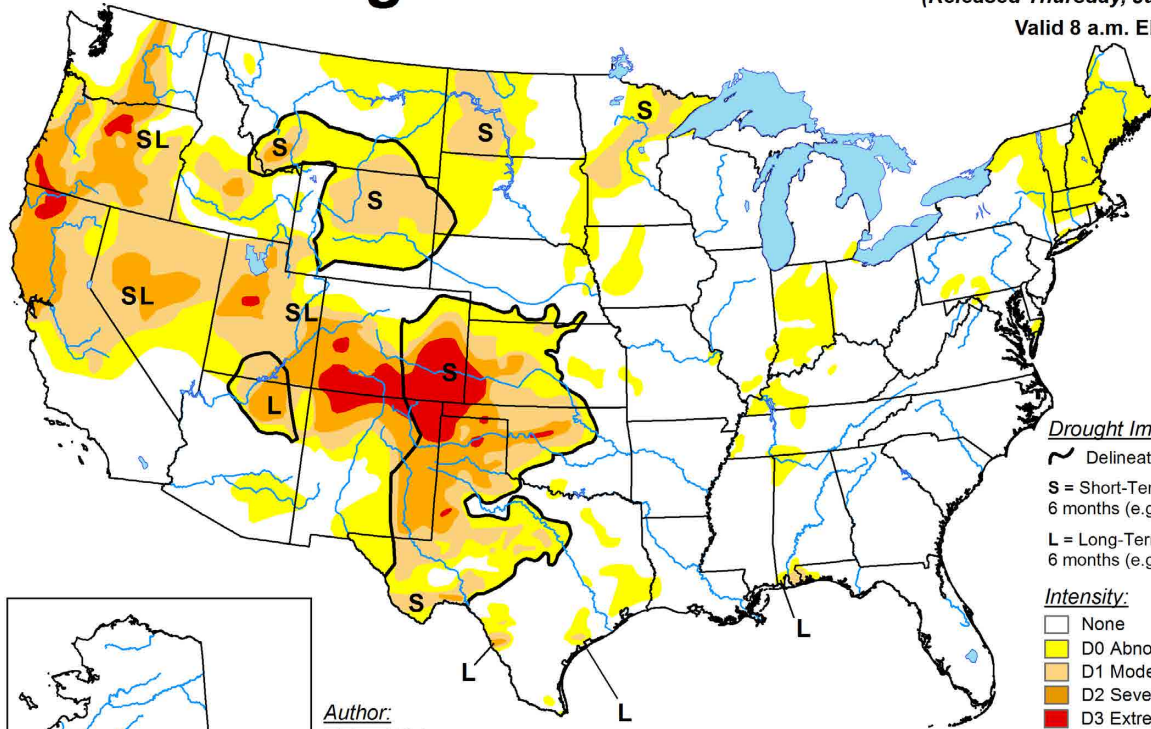 (Released Thursday,
Valid 8 a.m.
S
S
S
SL
S
SL
SL
S
L
S
L
L
L
Drought
Delineat
S = Short-Ter
6 months (e.g
L = Long-Ter
6 months (e.g
Intensity:
None
D0 Abno
D1 Mode
D2 Seve
D3 Extre
Author: